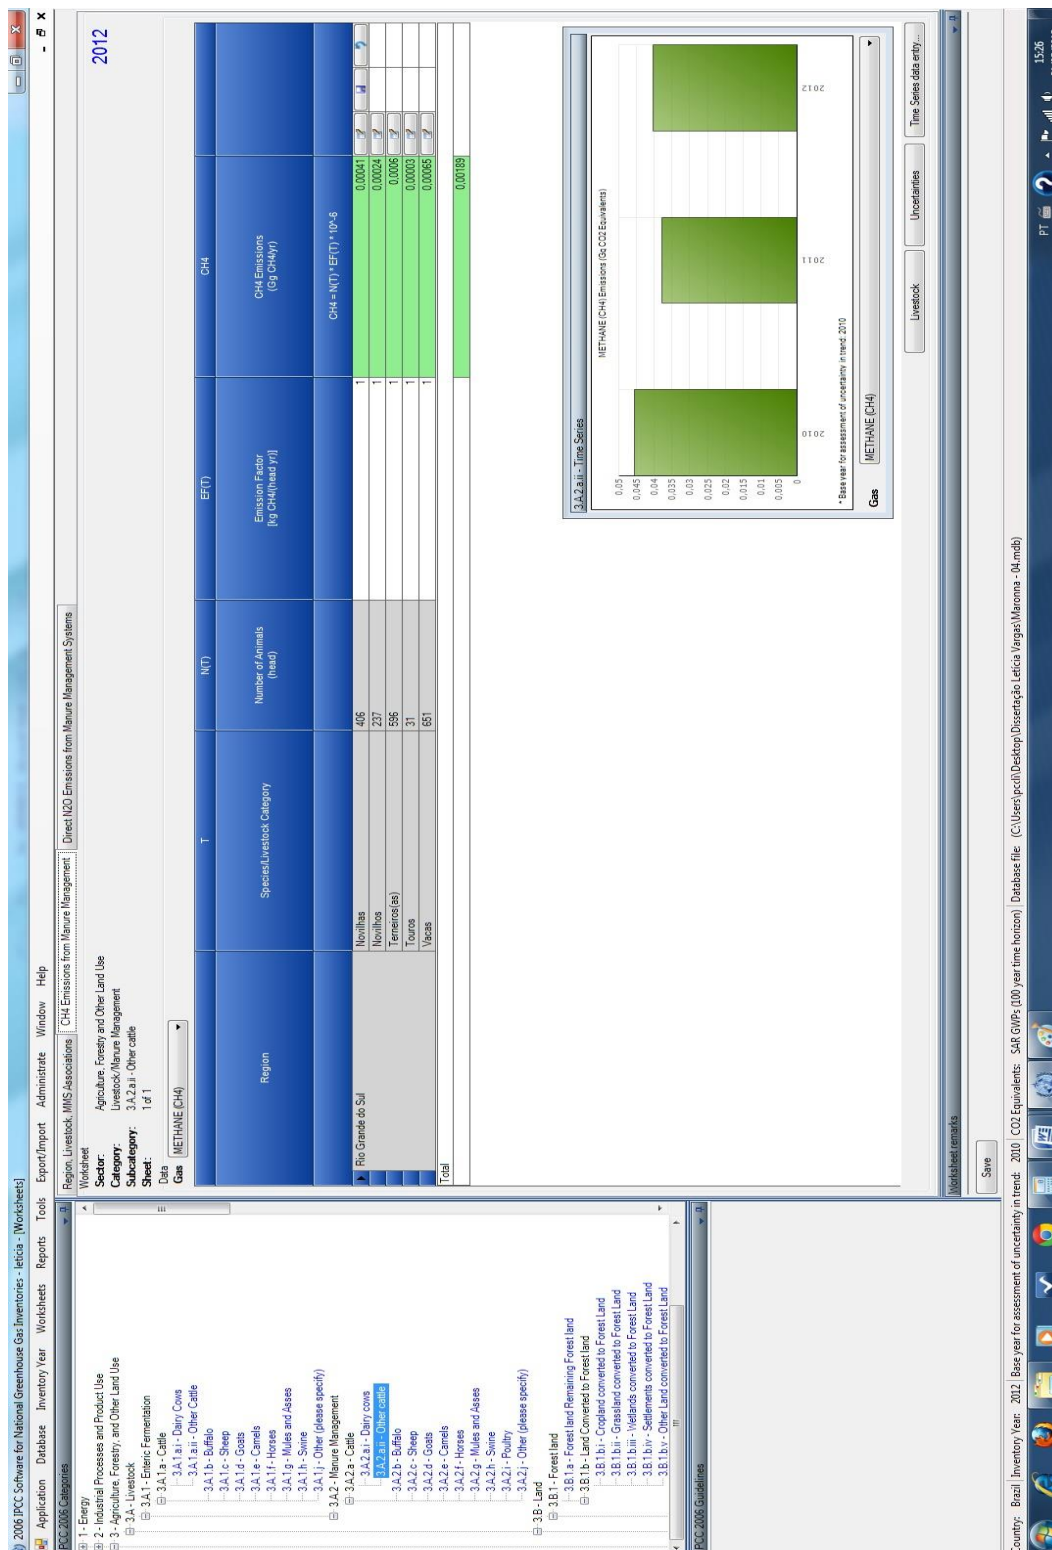 2006 IPCC Software for National Greenhouse Gas Inventories - leticia - [Worksheets]
Application Database Inventory Year Worksheets Reports Tools Export/Import Administrate Window Help
IPCC 2006 Categories
1 - Energy
2 - Industrial Processes and Product Use
3 - Agriculture, Forestry, and Other Land Use
3.A - Livestock
3.A.1 - Enteric Fermentation
3.A.1.a - Cattle
3.A.1.a.i - Dairy Cows
3.A.1.a.ii - Other Cattle
3.A.1.b - Buffalo
3.A.1.c - Sheep
3.A.1.d - Goats
3.A.1.e - Camels
3.A.1.f - Horses
3.A.1.g - Mules and Asses
3.A.1.h - Swine
3.A.1.j - Other (please specify)
3.A.2 - Manure Management
3.A.2.a - Cattle
3.A.2.a.i - Dairy cows
3.A.2.a.ii - Other cattle
3.A.2.b - Buffalo
3.A.2.c - Sheep
3.A.2.d - Goats
3.A.2.e - Camels
3.A.2.f - Horses
3.A.2.g - Mules and Asses
3.A.2.h - Swine
3.A.2.i - Poultry
3.A.2.j - Other (please specify)
3.B - Land
3.B.1 - Forest land
3.B.1.a - Forest land Remaining Forest land
3.B.1.b - Land Converted to Forest land
3.B.1.b.i - Cropland converted to Forest Land
3.B.1.b.ii - Grassland converted to Forest Land
3.B.1.b.iii - Wetlands converted to Forest Land
3.B.1.b.iv - Settlements converted to Forest Land
3.B.1.b.v - Other Land converted to Forest Land
IPCC 2006 Guidelines
Region, Livestock, MMS Associations CH4 Emissions from Manure Management Direct N2O Emissions from Manure Management Systems
Worksheet
Sector: Agriculture, Forestry and Other Land Use
Category: Livestock/Manure Management
Subcategory: 3.A.2.a.ii - Other cattle
Sheet: 1 of 1
2012
Data
Gas METHANE (CH4)
T N(T) EF(T) CH4
Region Species/Livestock Category Number of Animals (head) Emission Factor [kg CH4/(head yr)] CH4 Emissions (Gg CH4/yr)
CH4 = N(T) * EF(T) * 10^-6
Rio Grande do Sul Novilhas 406 1 0,00041
Novilhos 237 1 0,00024
Terneiros(as) 596 1 0,0006
Touros 31 1 0,00003
Vacas 651 1 0,00065
Total 0,00189
3.A.2.a.ii - Time Series
METHANE (CH4) Emissions (Gg CO2 Equivalents)
0,05
0,045
0,04
0,035
0,03
0,025
0,02
0,015
0,01
0,005
0
2010 2011 2012
* Base year for assessment of uncertainty in trend: 2010
Gas METHANE (CH4)
Livestock Uncertainties Time Series data entry...
Worksheet remarks
Save
Country: Brazil Inventory Year: 2012 Base year for assessment of uncertainty in trend: 2010 CO2 Equivalents: SAR GWPs (100 year time horizon) Database file: (C:\Users\pccli\Desktop\Dissertação Leticia Vargas\Maronna - 04.mdb)
PT 15:26